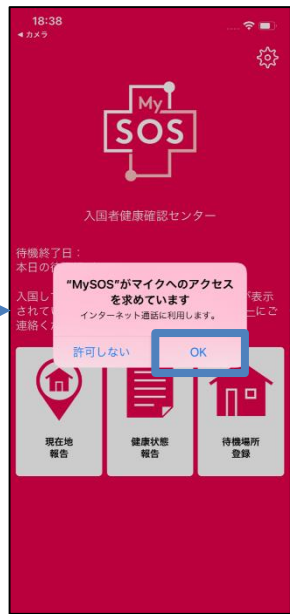 18:38
◀ カメラ
My
SOS
入国者健康確認センター
待機終了日：
本日の
"MySOS"がマイクへのアクセス
を求めています
インターネット通話に利用します。
入国し
が表示
されてい
ーにご
連絡く
許可しない
OK
現在地
報告
健康状態
報告
待機場所
登録